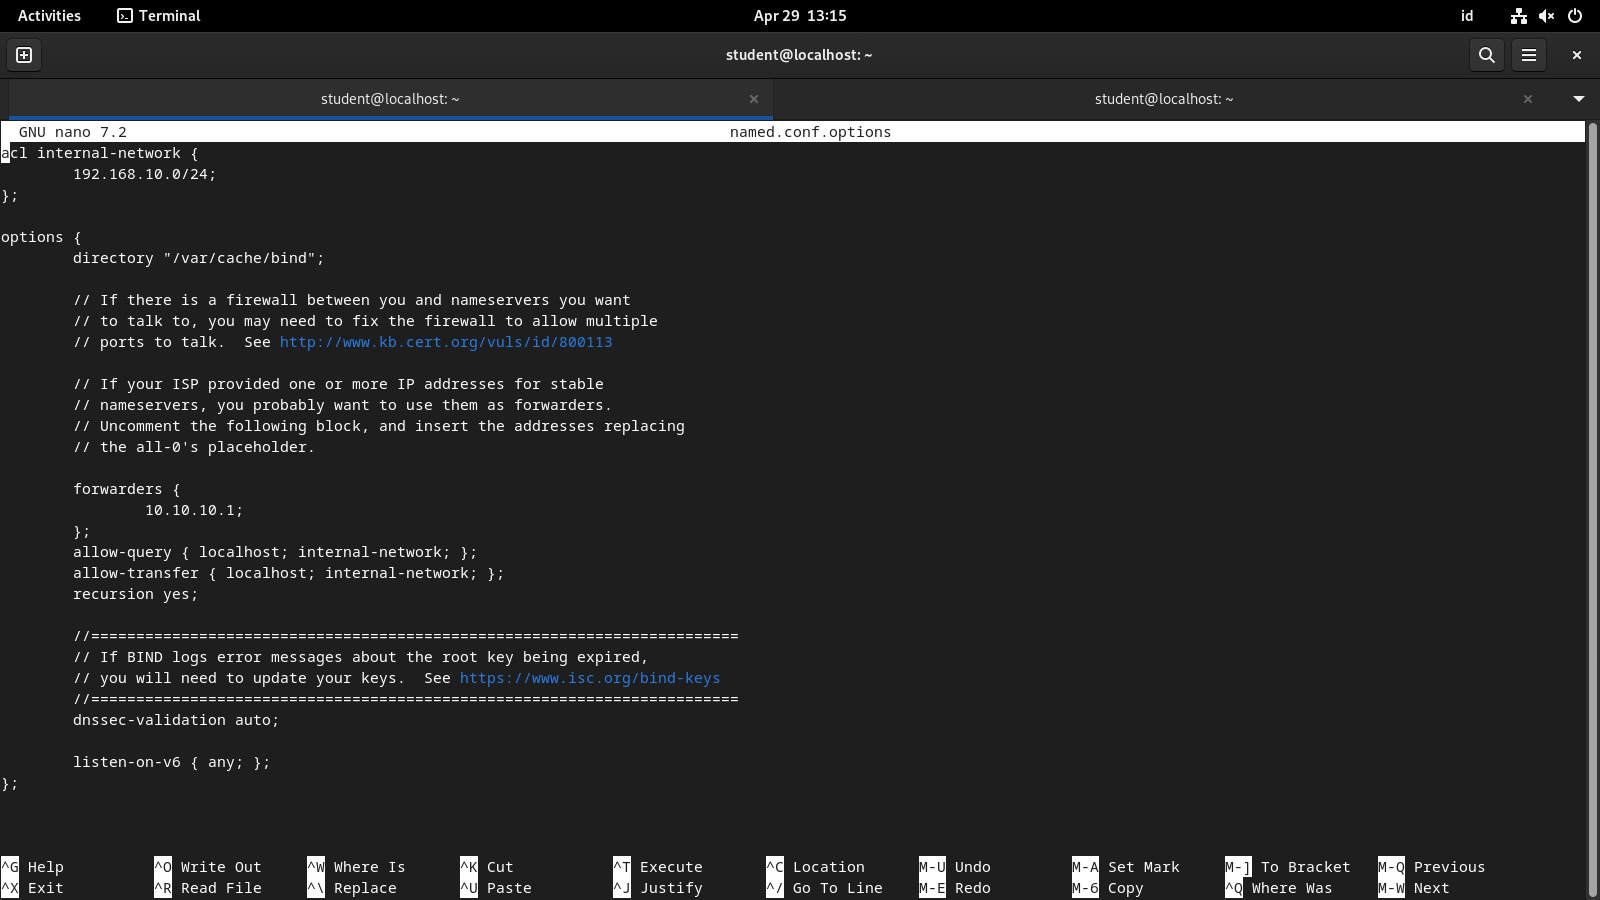 Activities Terminal Apr 29 13:15 id
student@localhost: ~
student@localhost: ~ student@localhost: ~
GNU nano 7.2 named.conf.options
acl internal-network {
        192.168.10.0/24;
};

options {
        directory "/var/cache/bind";

        // If there is a firewall between you and nameservers you want
        // to talk to, you may need to fix the firewall to allow multiple
        // ports to talk.  See http://www.kb.cert.org/vuls/id/800113

        // If your ISP provided one or more IP addresses for stable
        // nameservers, you probably want to use them as forwarders.
        // Uncomment the following block, and insert the addresses replacing
        // the all-0's placeholder.

        forwarders {
                10.10.10.1;
        };
        allow-query { localhost; internal-network; };
        allow-transfer { localhost; internal-network; };
        recursion yes;

        //========================================================================
        // If BIND logs error messages about the root key being expired,
        // you will need to update your keys.  See https://www.isc.org/bind-keys
        //========================================================================
        dnssec-validation auto;

        listen-on-v6 { any; };
};

^G Help ^O Write Out ^W Where Is ^K Cut ^T Execute ^C Location M-U Undo M-A Set Mark M-] To Bracket M-Q Previous
^X Exit ^R Read File ^\ Replace ^U Paste ^J Justify ^/ Go To Line M-E Redo M-6 Copy ^Q Where Was M-W Next